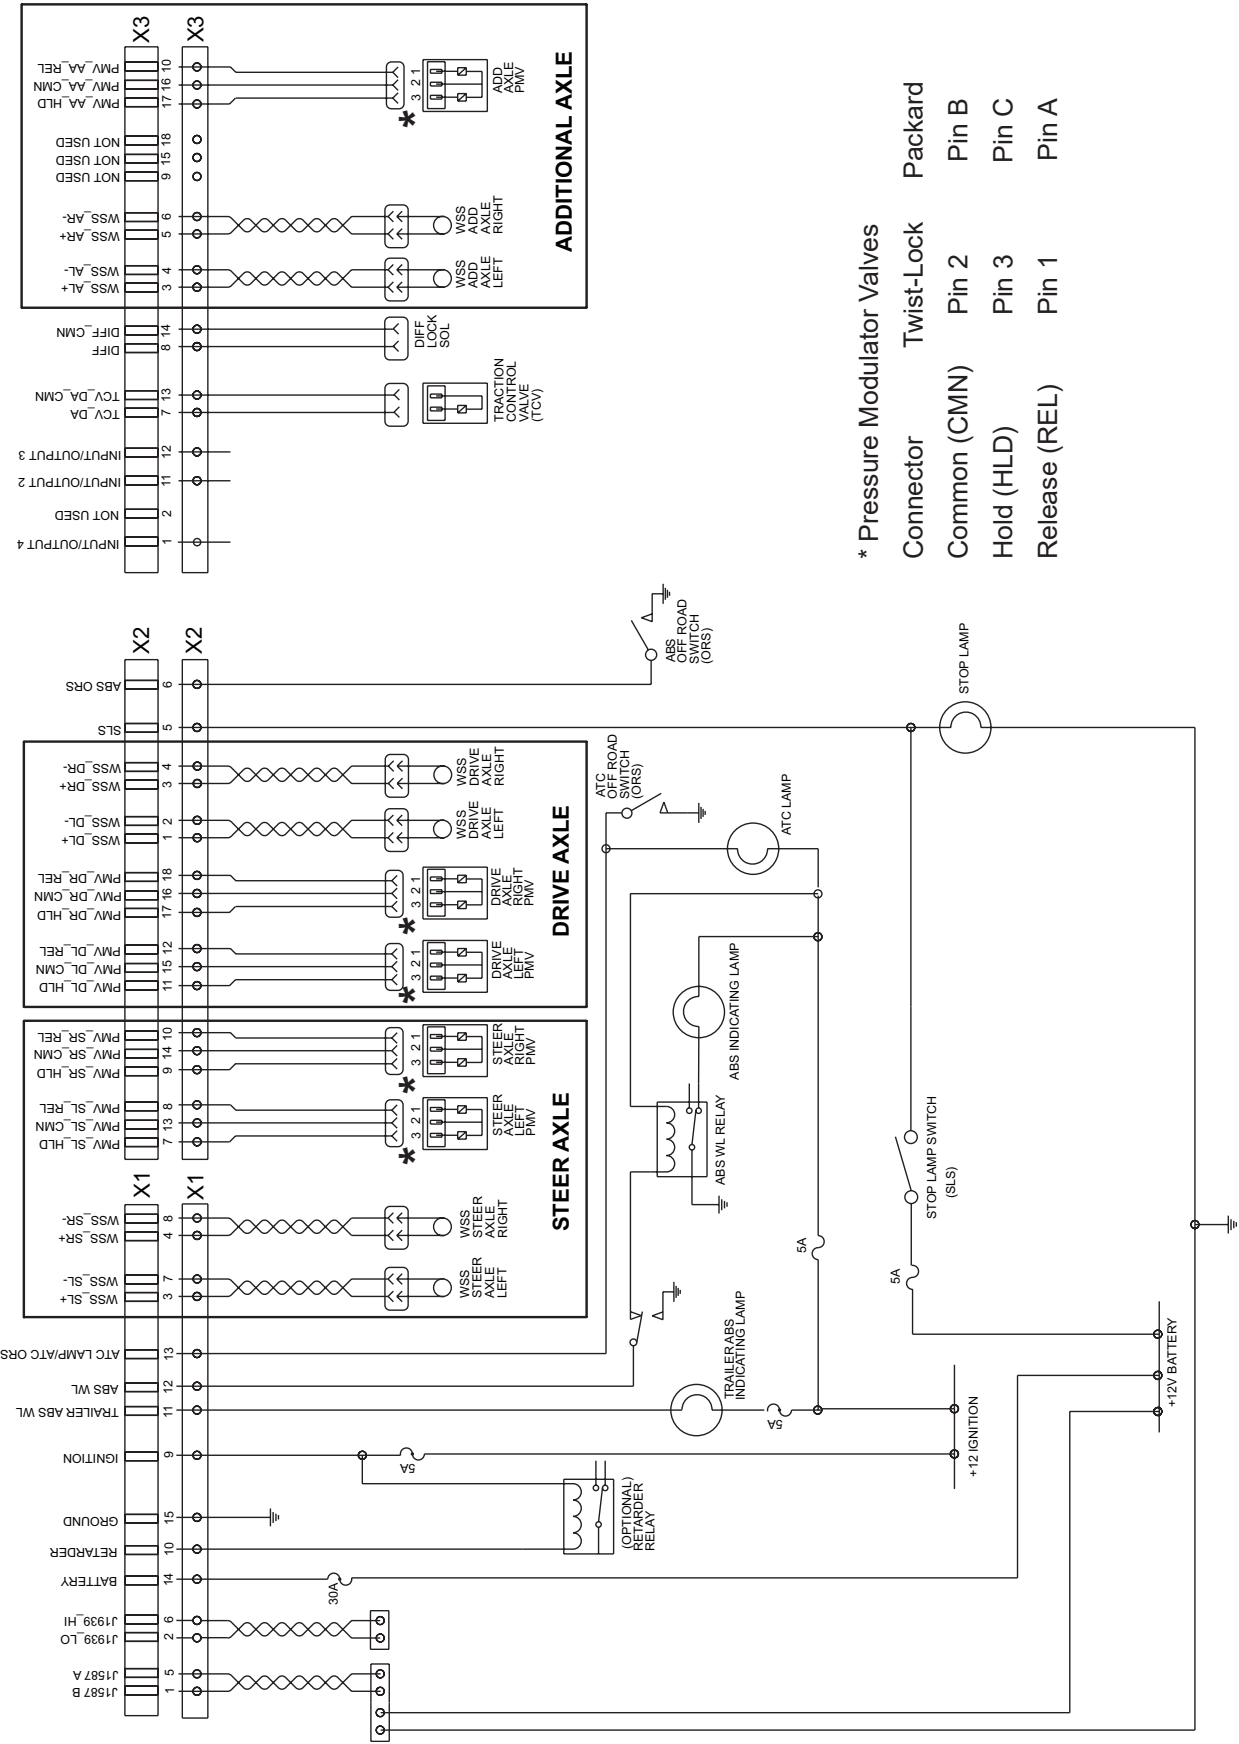 X3
X3
PMV_AA_REL 10
PMV_AA_CMN 16
PMV_AA_HLD 17
NOT USED 18
NOT USED 15
NOT USED 9
WSS_AR- 6
WSS_AR+ 5
WSS_AL- 4
WSS_AL+ 3
3 2 1
*
ADD
AXLE
PMV
WSS
ADD
AXLE
RIGHT
WSS
ADD
AXLE
LEFT
ADDITIONAL AXLE
DIFF_CMN 14
DIFF 8
DIFF
LOCK
SOL
TCV_DA_CMN 13
TCV_DA 7
TRACTION
CONTROL
VALVE
(TCV)
INPUT/OUTPUT 3 12
INPUT/OUTPUT 2 11
NOT USED 2
INPUT/OUTPUT 4 1
* Pressure Modulator Valves
Connector Twist-Lock Packard
Common (CMN) Pin 2 Pin B
Hold (HLD) Pin 3 Pin C
Release (REL) Pin 1 Pin A
X2
X2
ABS ORS 6
ABS
OFF ROAD
SWITCH
(ORS)
SLS 5
STOP LAMP
WSS_DR- 4
WSS_DR+ 3
WSS
DRIVE
AXLE
RIGHT
WSS_DL- 2
WSS_DL+ 1
WSS
DRIVE
AXLE
LEFT
PMV_DR_REL 18
PMV_DR_CMN 16
PMV_DR_HLD 17
3 2 1
*
DRIVE
AXLE
RIGHT
PMV
PMV_DL_REL 12
PMV_DL_CMN 15
PMV_DL_HLD 11
3 2 1
*
DRIVE
AXLE
LEFT
PMV
DRIVE AXLE
ATC
OFF ROAD
SWITCH
(ORS)
ATC LAMP
ABS INDICATING LAMP
PMV_SR_REL 10
PMV_SR_CMN 14
PMV_SR_HLD 9
3 2 1
*
STEER
AXLE
RIGHT
PMV
PMV_SL_REL 8
PMV_SL_CMN 13
PMV_SL_HLD 7
3 2 1
*
STEER
AXLE
LEFT
PMV
STEER AXLE
ABS WL RELAY
STOP LAMP SWITCH
(SLS)
X1
X1
WSS_SR- 8
WSS_SR+ 4
WSS
STEER
AXLE
RIGHT
WSS_SL- 7
WSS_SL+ 3
WSS
STEER
AXLE
LEFT
5A
5A
ATC LAMP/ATC ORS 13
ABS WL 12
TRAILER ABS WL 11
TRAILER ABS
INDICATING LAMP
5A
+12V BATTERY
IGNITION 9
5A
+12 IGNITION
GROUND 15
RETARDER 10
(OPTIONAL)
RETARDER
RELAY
BATTERY 14
30A
J1939_HI 6
J1939_LO 2
J1587 A 5
J1587 B 1